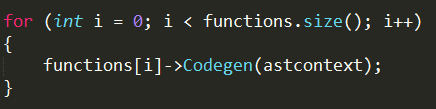 for (int i = 0; i < functions.size(); i++)
{
    functions[i]->Codegen(astcontext);
}